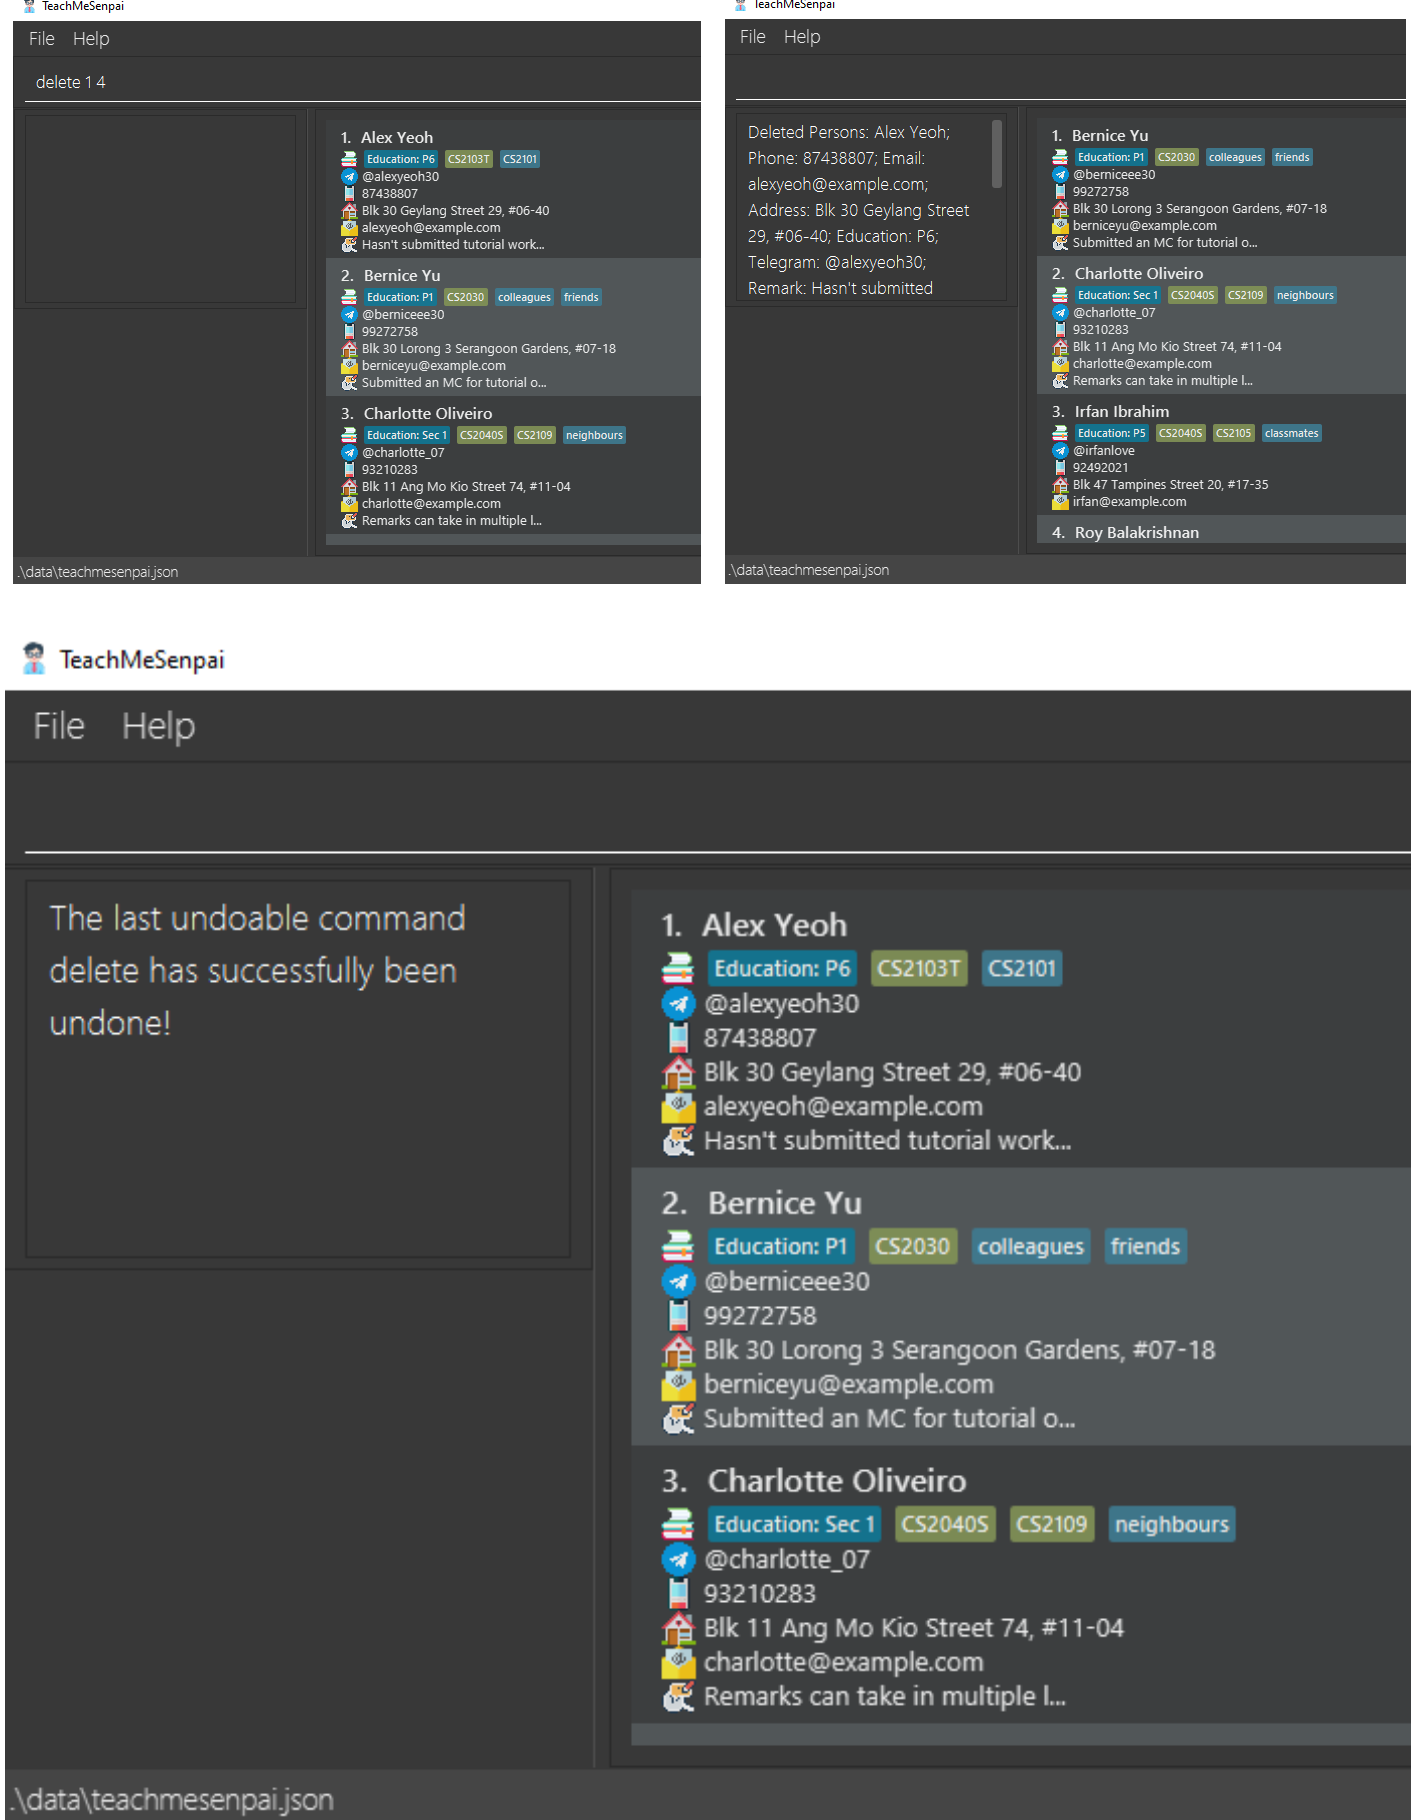 TeachMeSenpai
File Help
delete 1 4
1. Alex Yeoh
Education: P6 CS2103T CS2101
@alexyeoh30
87438807
Blk 30 Geylang Street 29, #06-40
alexyeoh@example.com
Hasn't submitted tutorial work...
2. Bernice Yu
Education: P1 CS2030 colleagues friends
@berniceee30
99272758
Blk 30 Lorong 3 Serangoon Gardens, #07-18
berniceyu@example.com
Submitted an MC for tutorial o...
3. Charlotte Oliveiro
Education: Sec 1 CS2040S CS2109 neighbours
@charlotte_07
93210283
Blk 11 Ang Mo Kio Street 74, #11-04
charlotte@example.com
Remarks can take in multiple l...
.\data\teachmesenpai.json
TeachMeSenpai
File Help
Deleted Persons: Alex Yeoh;
Phone: 87438807; Email:
alexyeoh@example.com;
Address: Blk 30 Geylang Street
29, #06-40; Education: P6;
Telegram: @alexyeoh30;
Remark: Hasn't submitted
1. Bernice Yu
Education: P1 CS2030 colleagues friends
@berniceee30
99272758
Blk 30 Lorong 3 Serangoon Gardens, #07-18
berniceyu@example.com
Submitted an MC for tutorial o...
2. Charlotte Oliveiro
Education: Sec 1 CS2040S CS2109 neighbours
@charlotte_07
93210283
Blk 11 Ang Mo Kio Street 74, #11-04
charlotte@example.com
Remarks can take in multiple l...
3. Irfan Ibrahim
Education: P5 CS2040S CS2105 classmates
@irfanlove
92492021
Blk 47 Tampines Street 20, #17-35
irfan@example.com
4. Roy Balakrishnan
.\data\teachmesenpai.json
TeachMeSenpai
File Help
The last undoable command
delete has successfully been
undone!
1. Alex Yeoh
Education: P6 CS2103T CS2101
@alexyeoh30
87438807
Blk 30 Geylang Street 29, #06-40
alexyeoh@example.com
Hasn't submitted tutorial work...
2. Bernice Yu
Education: P1 CS2030 colleagues friends
@berniceee30
99272758
Blk 30 Lorong 3 Serangoon Gardens, #07-18
berniceyu@example.com
Submitted an MC for tutorial o...
3. Charlotte Oliveiro
Education: Sec 1 CS2040S CS2109 neighbours
@charlotte_07
93210283
Blk 11 Ang Mo Kio Street 74, #11-04
charlotte@example.com
Remarks can take in multiple l...
.\data\teachmesenpai.json